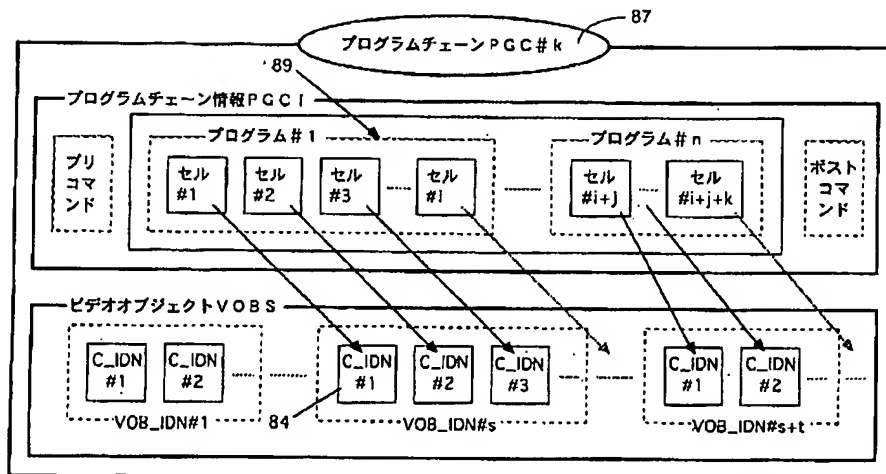 プログラムチェーンPGC#k
87
89
プログラムチェーン情報PGCI
プログラム#1
プログラム#n
プリ
コマ
ンド
セル
#1
セル
#2
セル
#3
セル
#i
セル
#i+j
セル
#i+j+k
ポスト
コマ
ンド
ビデオオブジェクトVOBS
C_IDN
#1
C_IDN
#2
C_IDN
#1
C_IDN
#2
C_IDN
#3
C_IDN
#1
C_IDN
#2
VOB_IDN#1
84
VOB_IDN#s
VOB_IDN#s+t